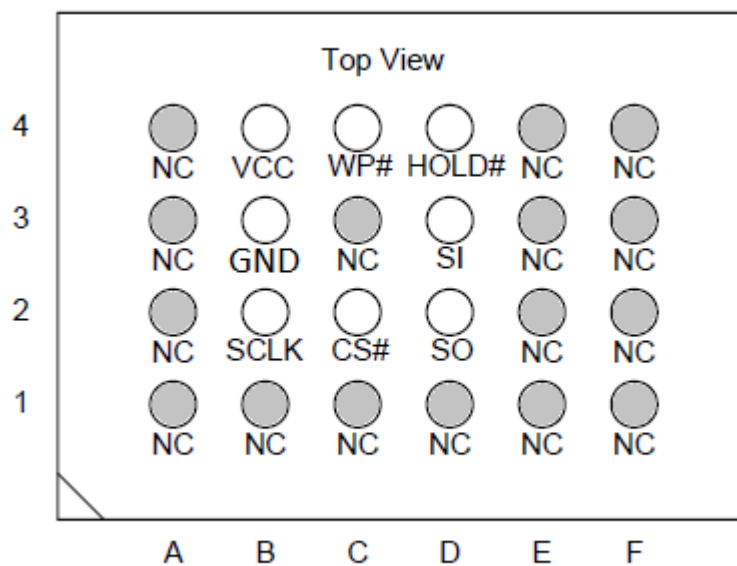 Top View
4
NC VCC WP# HOLD# NC NC
3
NC GND NC SI NC NC
2
NC SCLK CS# SO NC NC
1
NC NC NC NC NC NC
A B C D E F